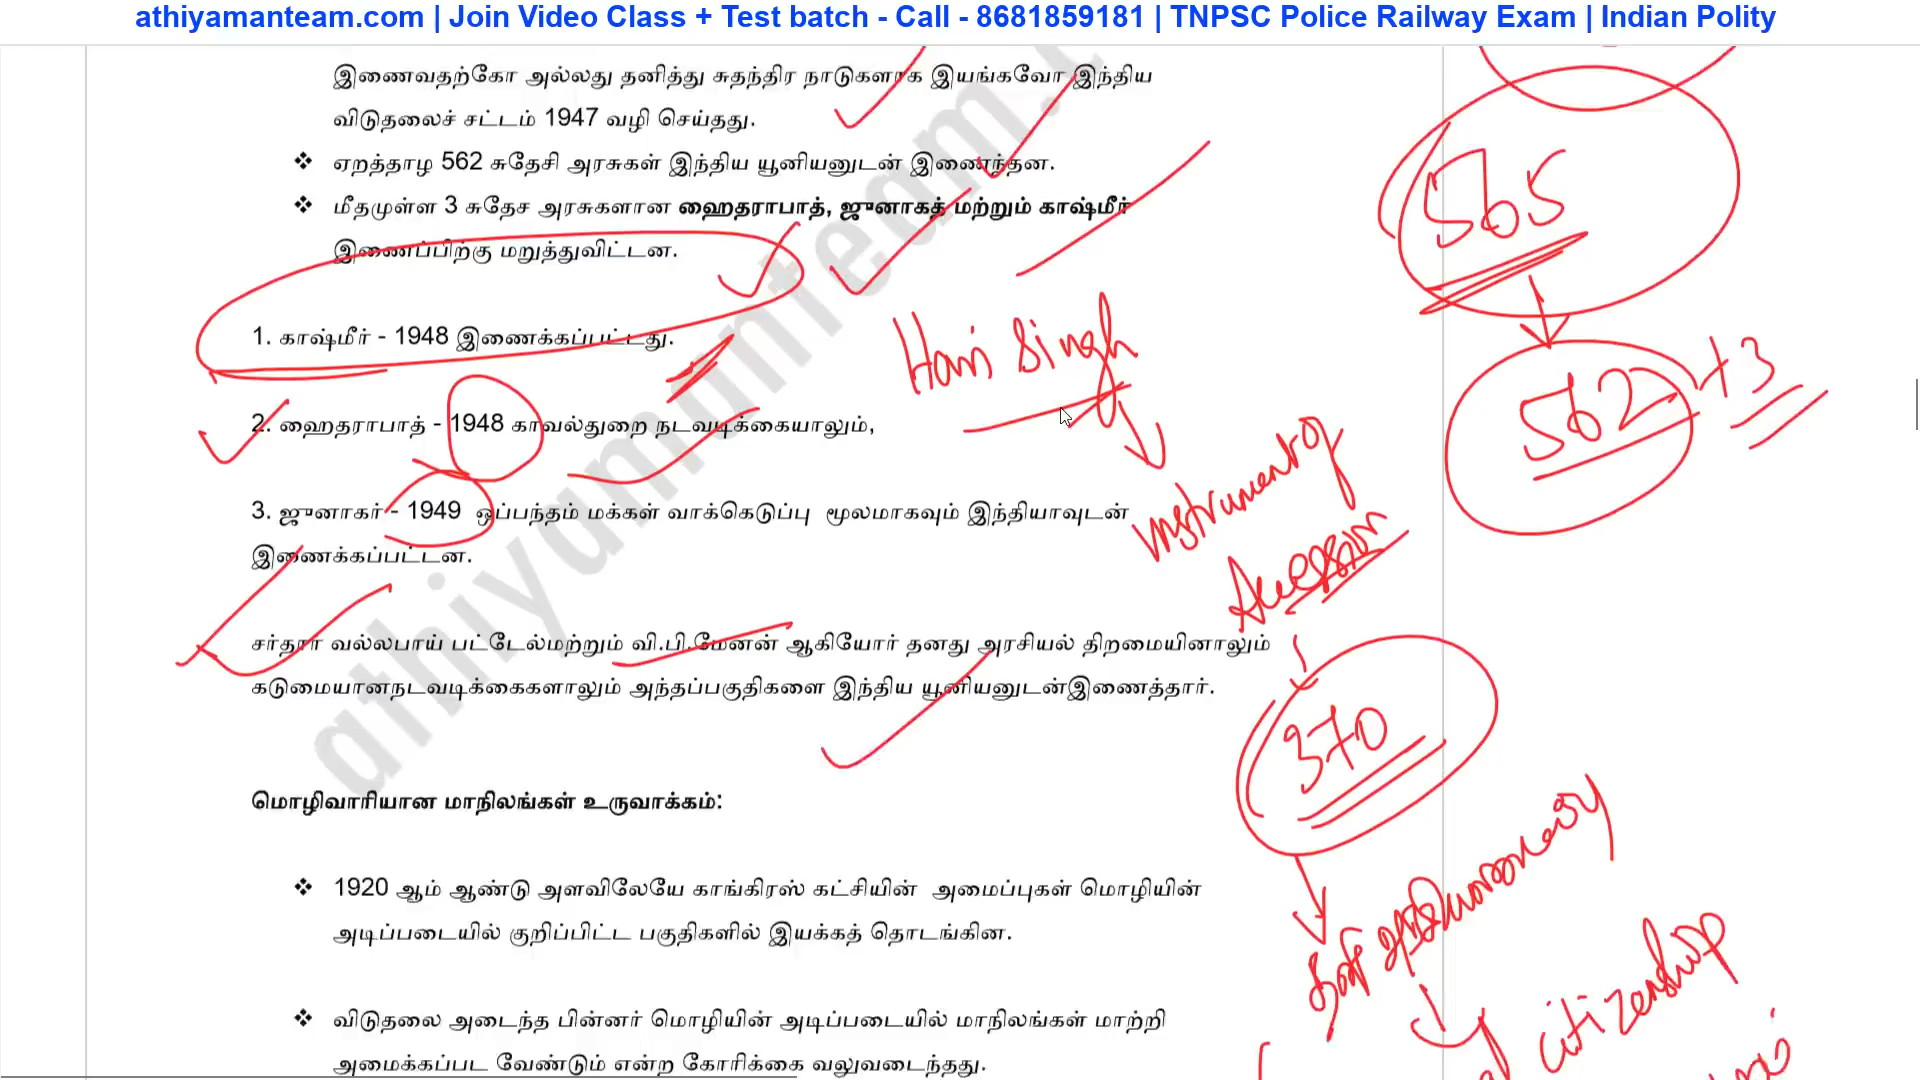 athiyamanteam.com | Join Video Class + Test batch - Call - 8681859181 | TNPSC Police Railway Exam | Indian Polity
இணைவதற்கோ அல்லது தனித்து சுதந்திர நாடுகளாக இயங்கவோ இந்திய
விடுதலைச் சட்டம் 1947 வழி செய்தது.
❖ ஏறத்தாழ 562 சுதேசி அரசுகள் இந்திய யூனியனுடன் இணைந்தன.
❖ மீதமுள்ள 3 சுதேச அரசுகளான ஹைதராபாத், ஜுனாகத் மற்றும் காஷ்மீர்
இணைப்பிற்கு மறுத்துவிட்டன.
1. காஷ்மீர் - 1948 இணைக்கப்பட்டது.
2. ஹைதராபாத் - 1948 காவல்துறை நடவடிக்கையாலும்,
3. ஜுனாகர் - 1949 ஒப்பந்தம் மக்கள் வாக்கெடுப்பு மூலமாகவும் இந்தியாவுடன்
இணைக்கப்பட்டன.
சர்தார் வல்லபாய் பட்டேல்மற்றும் வி.பி.மேனன் ஆகியோர் தனது அரசியல் திறமையினாலும்
கடுமையானநடவடிக்கைகளாலும் அந்தப்பகுதிகளை இந்திய யூனியனுடன்இணைத்தார்.
மொழிவாரியான மாநிலங்கள் உருவாக்கம்:
❖ 1920 ஆம் ஆண்டு அளவிலேயே காங்கிரஸ் கட்சியின் அமைப்புகள் மொழியின்
அடிப்படையில் குறிப்பிட்ட பகுதிகளில் இயக்கத் தொடங்கின.
❖ விடுதலை அடைந்த பின்னர் மொழியின் அடிப்படையில் மாநிலங்கள் மாற்றி
அமைக்கப்பட வேண்டும் என்ற கோரிக்கை வலுவடைந்தது.
565
562 +3
Hari Singh
Instrument of
Accession
370
citizenship
athiyamanteam.c